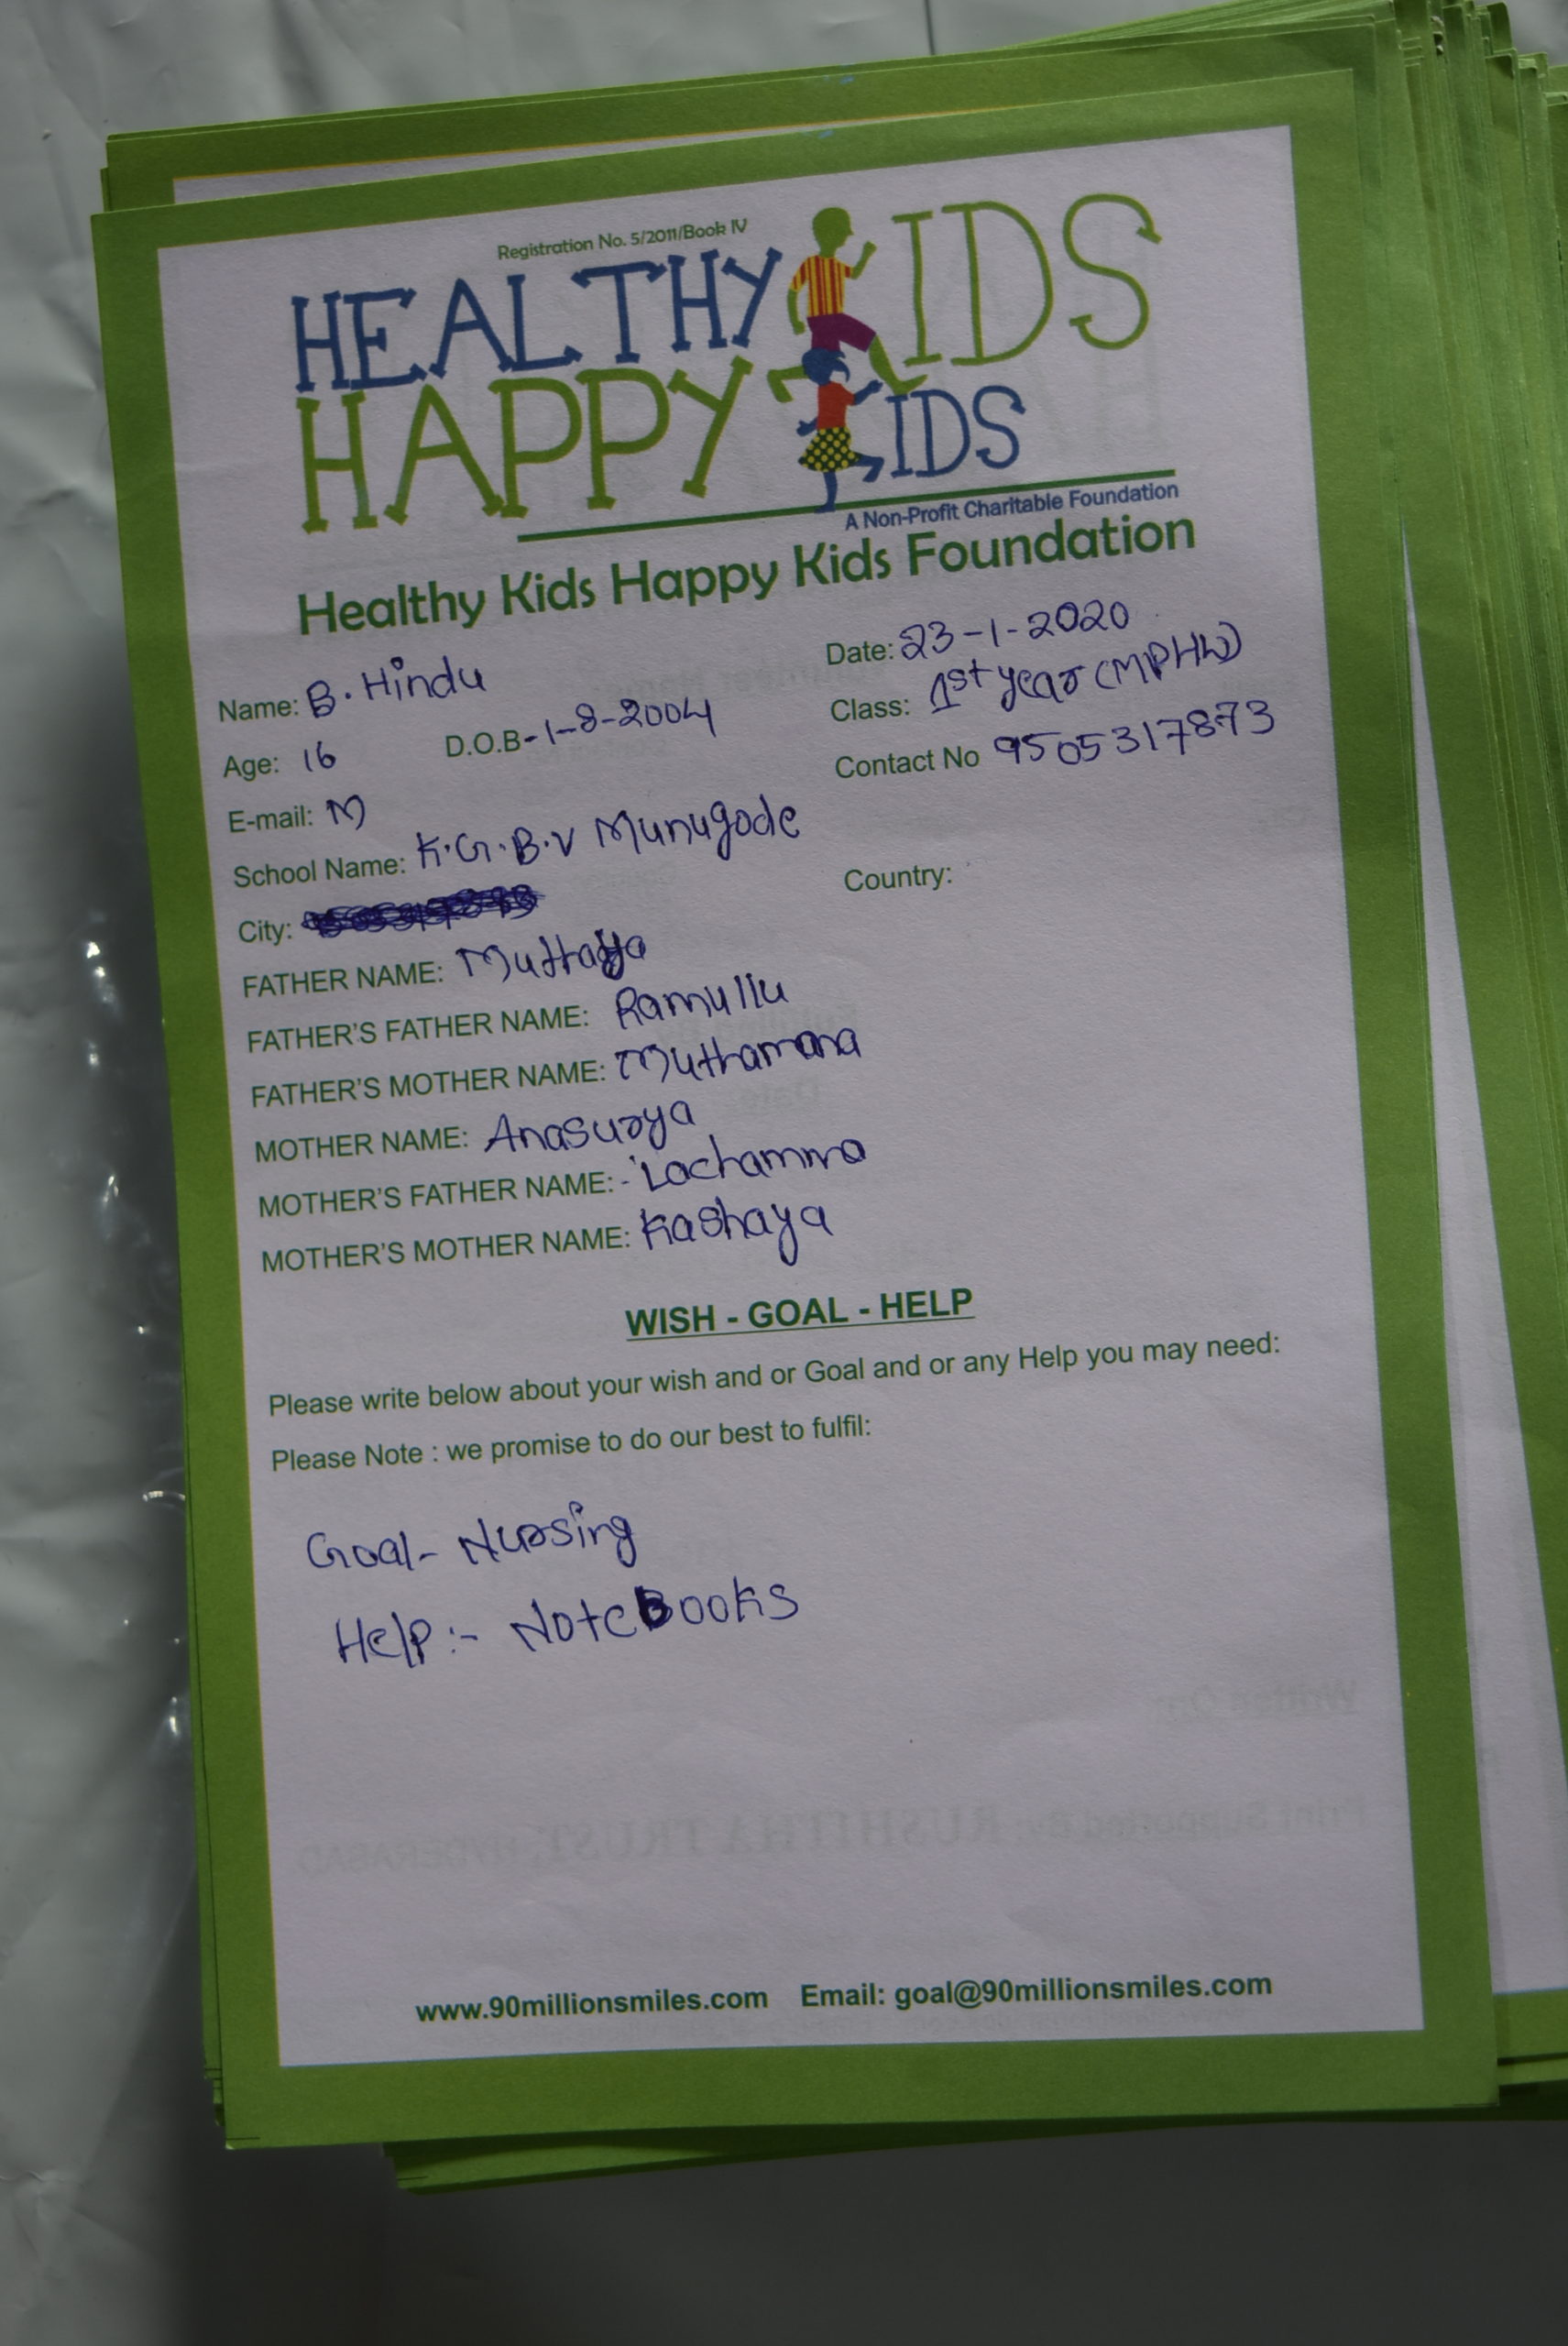 Registration No. 5/2011/Book IV
HEALTHY KIDS
HAPPY KIDS
A Non-Profit Charitable Foundation
Healthy Kids Happy Kids Foundation
Date: 23-1-2020
Name: B. Hindu
Class: 1st year (MPHW)
Age: 16 D.O.B - 1-8-2004
Contact No 9505317873
E-mail:
School Name: K.G.B.V Munugode
City:
Country:
FATHER NAME: Muttayya
FATHER'S FATHER NAME: Ramullu
FATHER'S MOTHER NAME: Muthamma
MOTHER NAME: Anasurya
MOTHER'S FATHER NAME: - Lachamma
MOTHER'S MOTHER NAME: Kashaya
WISH - GOAL - HELP
Please write below about your wish and or Goal and or any Help you may need:
Please Note : we promise to do our best to fulfil:
Goal - Nursing
Help :- NoteBooks
www.90millionsmiles.com Email: goal@90millionsmiles.com